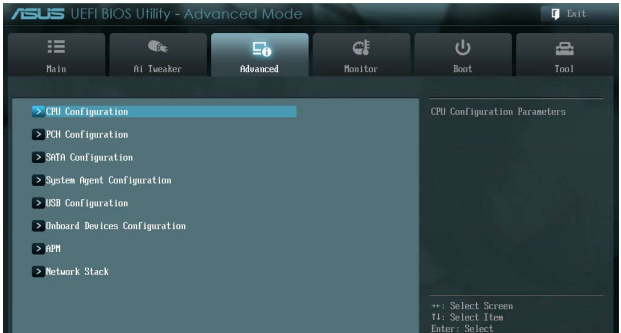 ASUS UEFI BIOS Utility - Advanced Mode
Exit
Main
Ai Tweaker
Advanced
Monitor
Boot
Tool
> CPU Configuration
> PCH Configuration
> SATA Configuration
> System Agent Configuration
> USB Configuration
> Onboard Devices Configuration
> APM
> Network Stack
CPU Configuration Parameters
→←: Select Screen
↑↓: Select Item
Enter: Select